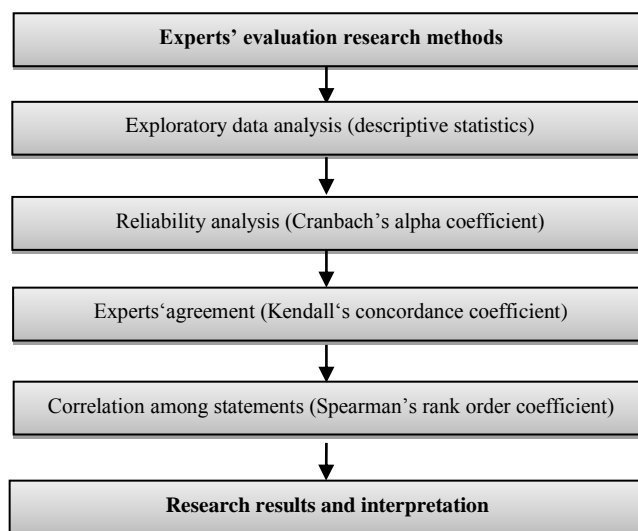 Experts’ evaluation research methods
Exploratory data analysis (descriptive statistics)
Reliability analysis (Cranbach’s alpha coefficient)
Experts‘agreement (Kendall‘s concordance coefficient)
Correlation among statements (Spearman’s rank order coefficient)
Research results and interpretation